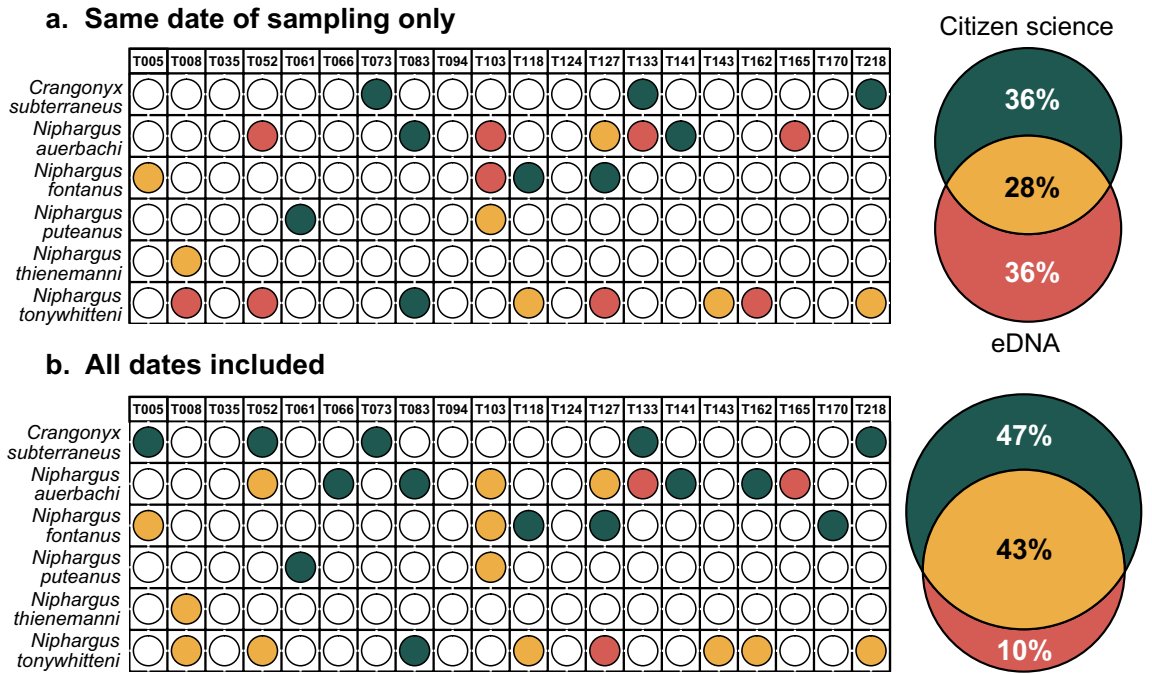 a. Same date of sampling only
Citizen science
T005 T008 T035 T052 T061 T066 T073 T083 T094 T103 T118 T124 T127 T133 T141 T143 T162 T165 T170 T218
Crangonyx
subterraneus
Niphargus
auerbachi
Niphargus
fontanus
Niphargus
puteanus
Niphargus
thienemanni
Niphargus
tonywhitteni
36%
28%
36%
eDNA
b. All dates included
T005 T008 T035 T052 T061 T066 T073 T083 T094 T103 T118 T124 T127 T133 T141 T143 T162 T165 T170 T218
Crangonyx
subterraneus
Niphargus
auerbachi
Niphargus
fontanus
Niphargus
puteanus
Niphargus
thienemanni
Niphargus
tonywhitteni
47%
43%
10%